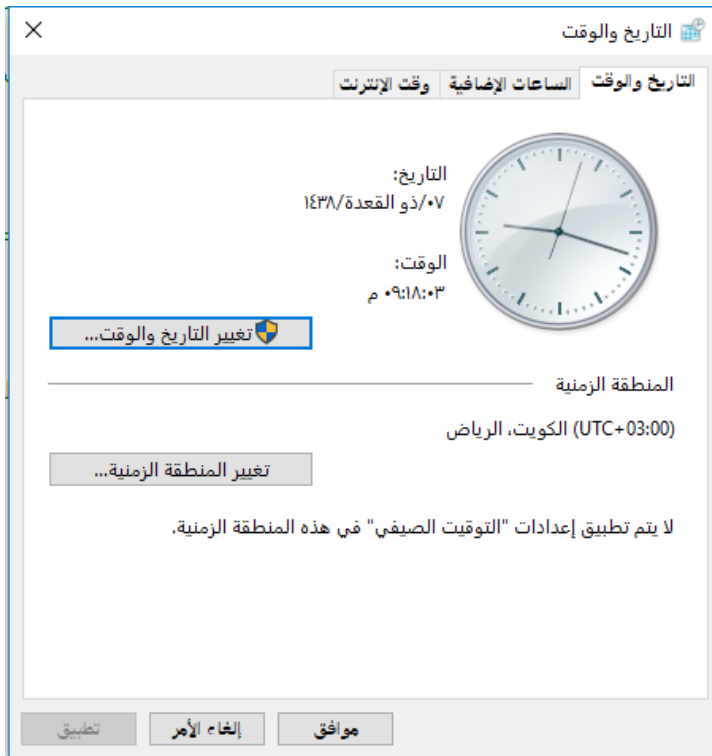 التاريخ والوقت
التاريخ والوقت الساعات الإضافية وقت الإنترنت
التاريخ:
٠٧/ذو القعدة/١٤٣٨
الوقت:
٠٩:١٨:٠٣ م
تغيير التاريخ والوقت...
المنطقة الزمنية
(UTC+03:00) الكويت، الرياض
تغيير المنطقة الزمنية...
لا يتم تطبيق إعدادات "التوقيت الصيفي" في هذه المنطقة الزمنية.
موافق إلغاء الأمر تطبيق